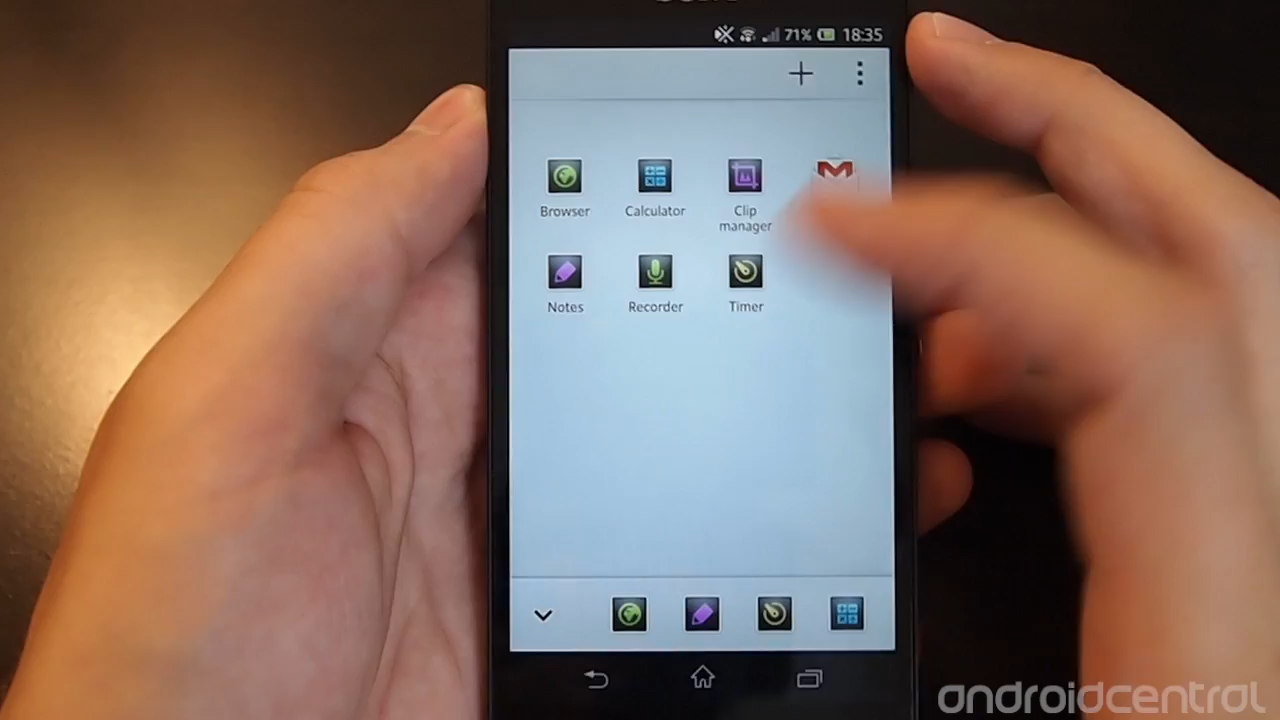 71% 18:35
Browser Calculator Clip manager
Notes Recorder Timer
androidcentral